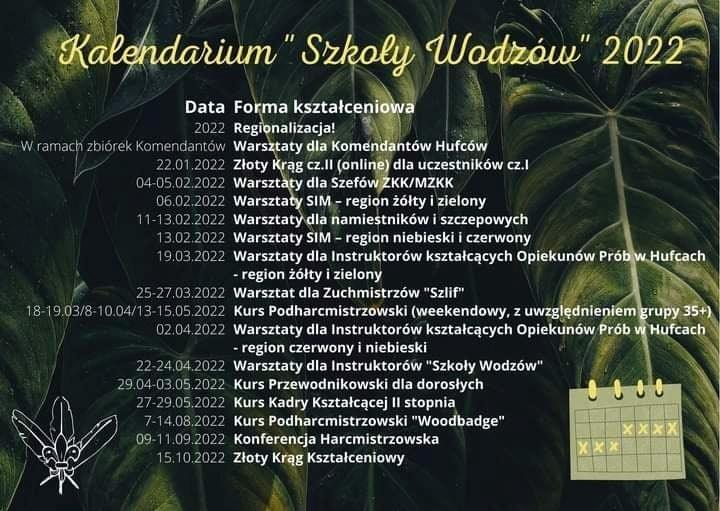 Kalendarium "Szkoły Wodzów" 2022
Data Forma kształceniowa
2022 Regionalizacja!
W ramach zbiórek Komendantów Warsztaty dla Komendantów Hufców
22.01.2022 Złoty Krąg cz.II (online) dla uczestników cz.I
04-05.02.2022 Warsztaty dla Szefów ZKK/MZKK
06.02.2022 Warsztaty SIM – region żółty i zielony
11-13.02.2022 Warsztaty dla namiestników i szczepowych
13.02.2022 Warsztaty SIM – region niebieski i czerwony
19.03.2022 Warsztaty dla Instruktorów kształcących Opiekunów Prób w Hufcach
- region żółty i zielony
25-27.03.2022 Warsztat dla Zuchmistrzów "Szlif"
18-19.03/8-10.04/13-15.05.2022 Kurs Podharcmistrzowski (weekendowy, z uwzględnieniem grupy 35+)
02.04.2022 Warsztaty dla Instruktorów kształcących Opiekunów Prób w Hufcach
- region czerwony i niebieski
22-24.04.2022 Warsztaty dla Instruktorów "Szkoły Wodzów"
29.04-03.05.2022 Kurs Przewodnikowski dla dorosłych
27-29.05.2022 Kurs Kadry Kształcącej II stopnia
7-14.08.2022 Kurs Podharcmistrzowski "Woodbadge"
09-11.09.2022 Konferencja Harcmistrzowska
15.10.2022 Złoty Krąg Kształceniowy